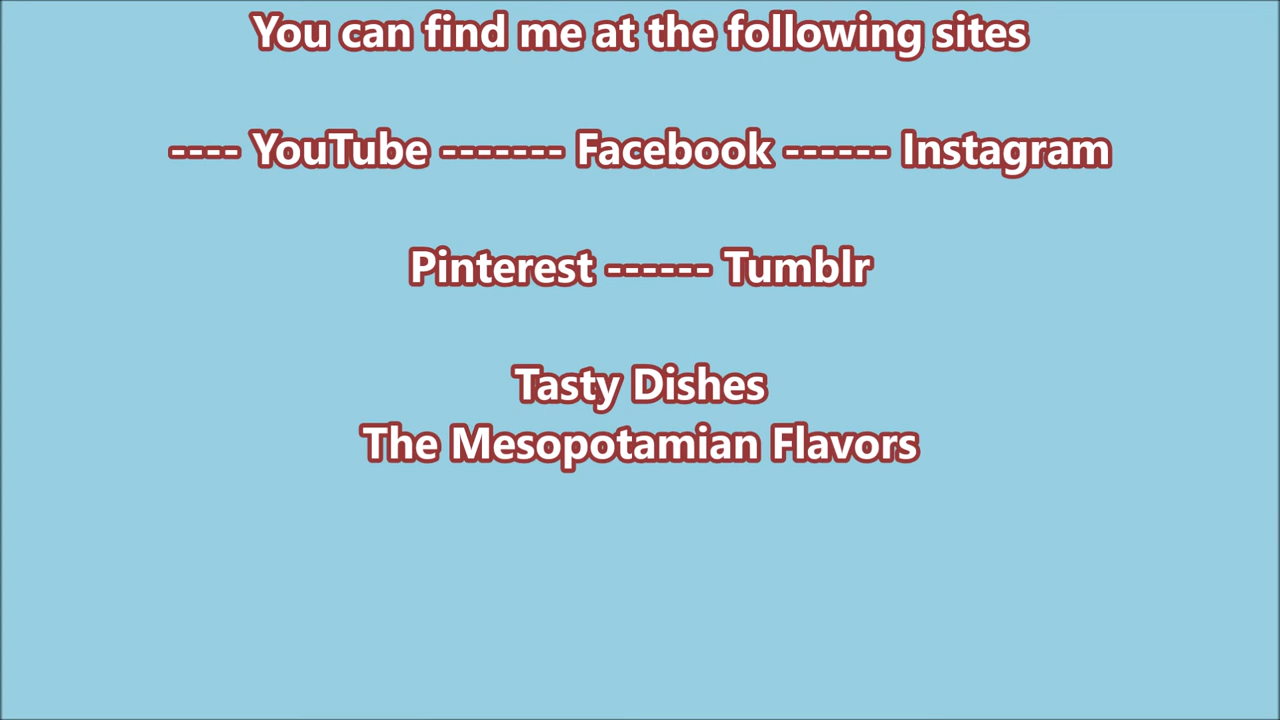 You can find me at the following sites
---- YouTube ------- Facebook ------ Instagram
Pinterest ------ Tumblr
Tasty Dishes
The Mesopotamian Flavors